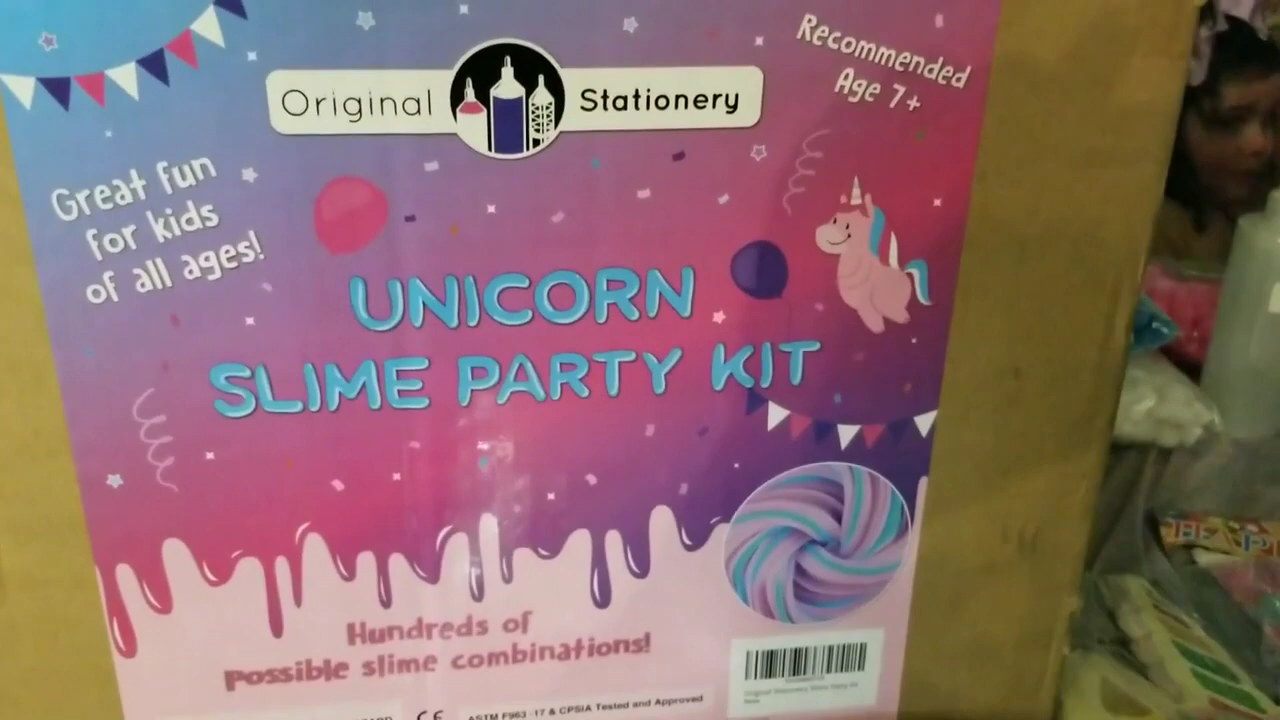 Original Stationery
Recommended
Age 7+
Great fun
for kids
of all ages!
UNICORN
SLIME PARTY KIT
Hundreds of
Possible slime combinations!
CE ASTM F963-17 & CPSIA Tested and Approved